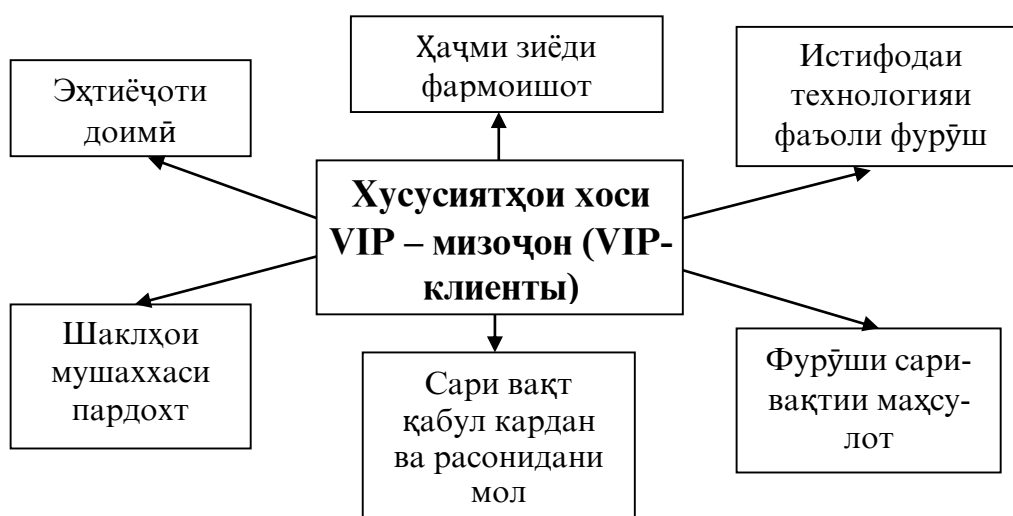 Эҳтиёҷоти
доимӣ
Ҳаҷми зиёди
фармоишот
Истифодаи
технологияи
фаъоли фурӯш
Хусусиятҳои хоси
VIP – мизоҷон (VIP-
клиенты)
Шаклҳои
мушаххаси
пардохт
Сари вақт
қабул кардан
ва расонидани
мол
Фурӯши сари-
вақтии маҳсу-
лот